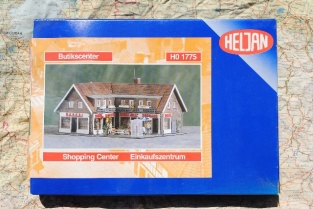 Butikscenter
H0 1775
HELJAN
Shopping Center
Einkaufszentrum